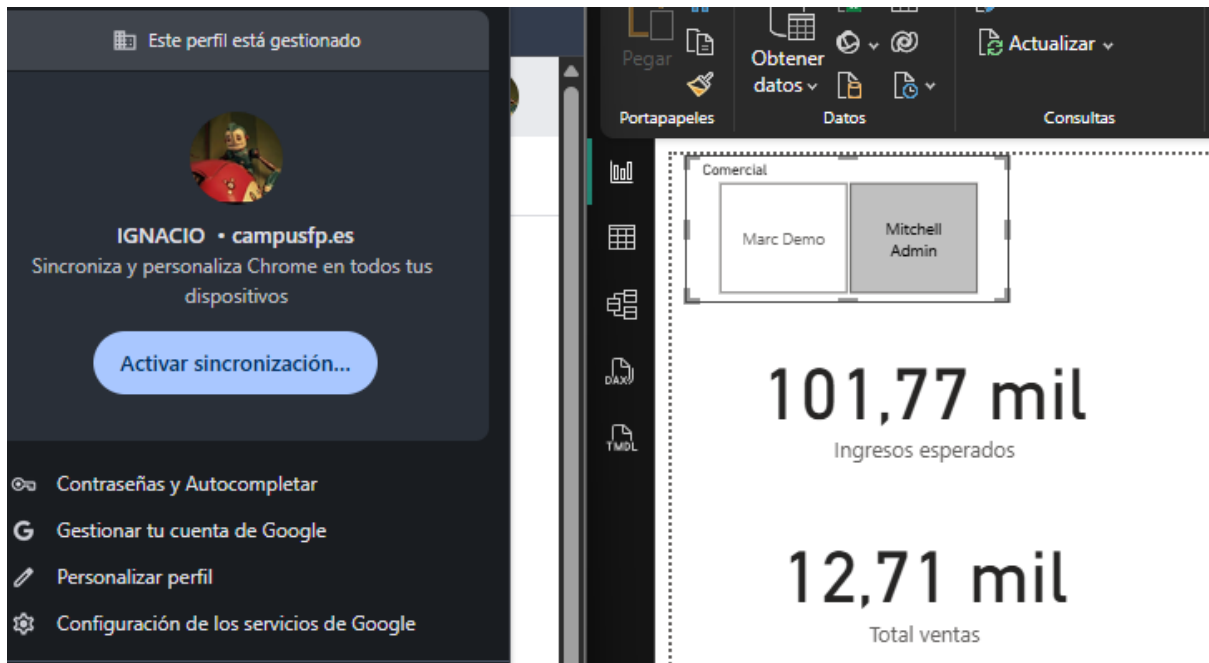 Este perfil está gestionado
IGNACIO • campusfp.es
Sincroniza y personaliza Chrome en todos tus
dispositivos
Activar sincronización...
Contraseñas y Autocompletar
Gestionar tu cuenta de Google
Personalizar perfil
Configuración de los servicios de Google
Pegar
Obtener
datos
Actualizar
Portapapeles
Datos
Consultas
DAX
TMDL
Comercial
Marc Demo
Mitchell
Admin
101,77 mil
Ingresos esperados
12,71 mil
Total ventas